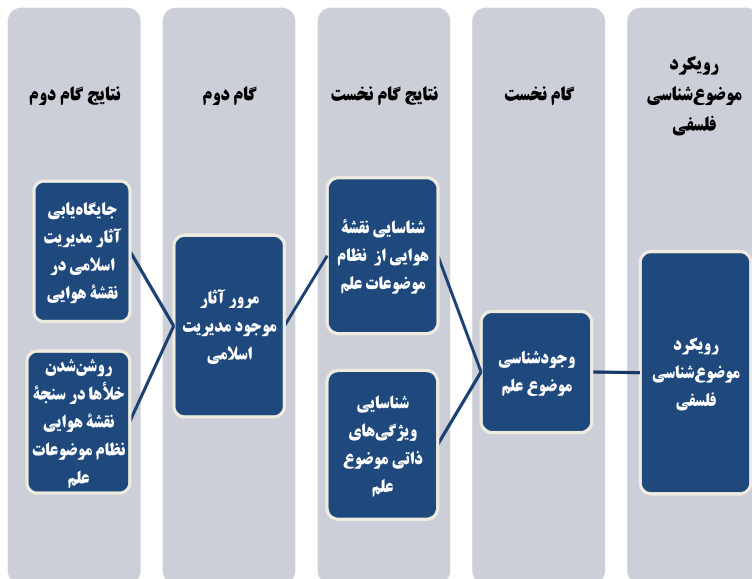 رویکرد
موضوع‌شناسی
فلسفی
گام نخست
نتایج گام نخست
گام دوم
نتایج گام دوم
رویکرد
موضوع‌شناسی
فلسفی
وجودشناسی
موضوع علم
شناسایی نقشهٔ
هوایی از نظام
موضوعات علم
شناسایی
ویژگی‌های
ذاتی موضوع
علم
مرور آثار
موجود مدیریت
اسلامی
جایگاه‌یابی
آثار مدیریت
اسلامی در
نقشهٔ هوایی
روشن‌شدن
خلأها در سنجهٔ
نقشهٔ هوایی
نظام موضوعات
علم